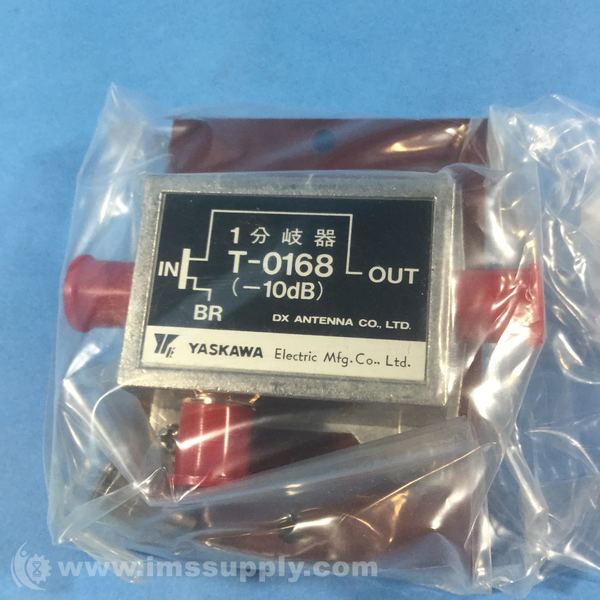 1分岐器
IN T-0168 OUT
(-10dB)
BR
DX ANTENNA CO., LTD.
YE YASKAWA Electric Mfg. Co., Ltd.
www.imssupply.com